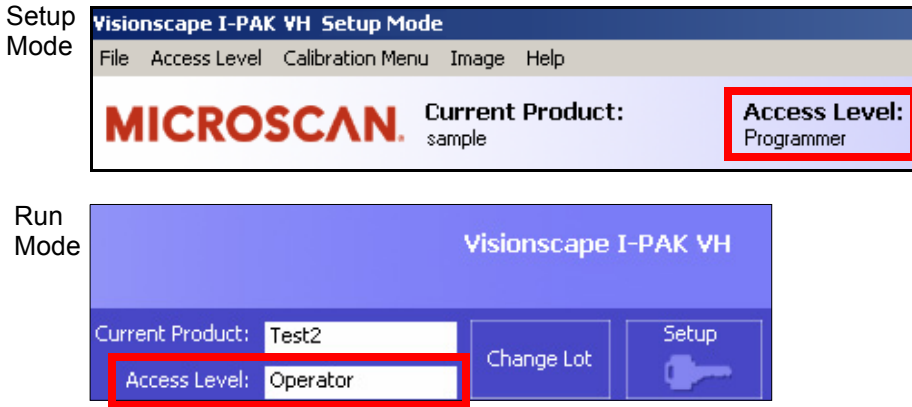 Setup
Mode
Visionscape I-PAK VH Setup Mode
File Access Level Calibration Menu Image Help
MICROSCAN.
Current Product:
sample
Access Level:
Programmer
Run
Mode
Visionscape I-PAK VH
Current Product: Test2
Access Level: Operator
Change Lot
Setup